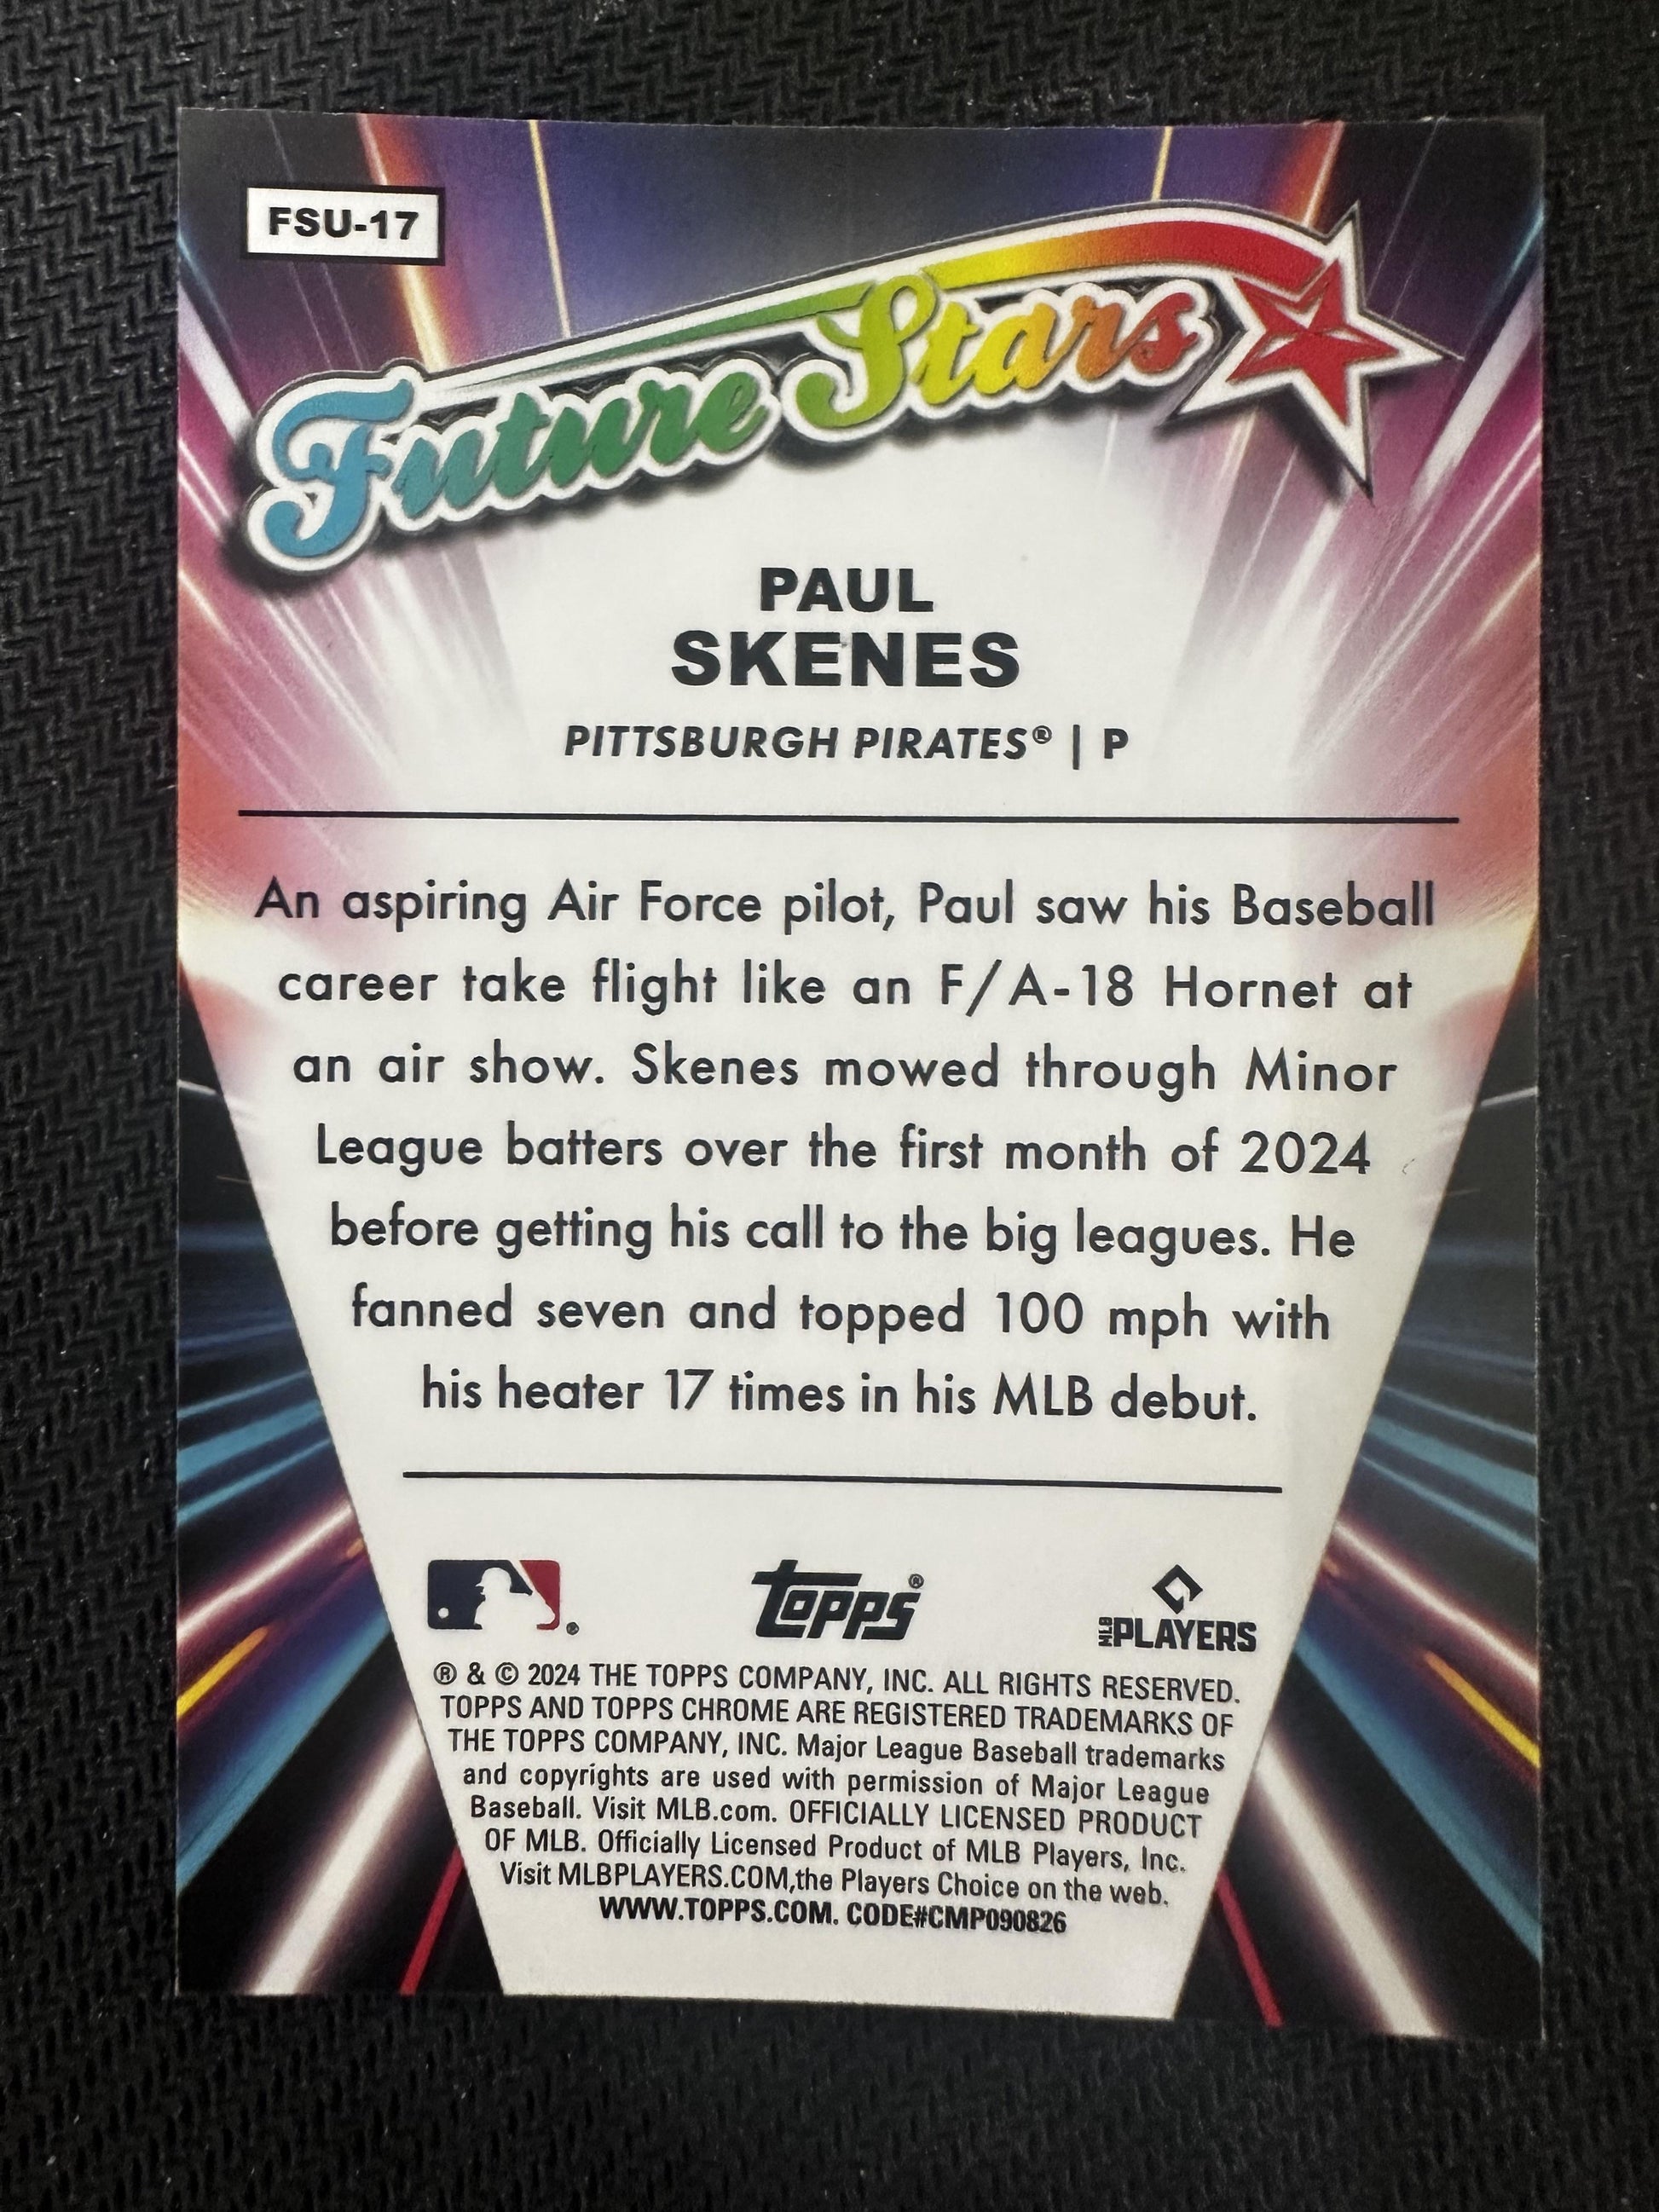 FSU-17
Future Stars
PAUL
SKENES
PITTSBURGH PIRATES® | P
An aspiring Air Force pilot, Paul saw his Baseball
career take flight like an F/A-18 Hornet at
an air show. Skenes mowed through Minor
League batters over the first month of 2024
before getting his call to the big leagues. He
fanned seven and topped 100 mph with
his heater 17 times in his MLB debut.
® topps® MLB PLAYERS
® & © 2024 THE TOPPS COMPANY, INC. ALL RIGHTS RESERVED.
TOPPS AND TOPPS CHROME ARE REGISTERED TRADEMARKS OF
THE TOPPS COMPANY, INC. Major League Baseball trademarks
and copyrights are used with permission of Major League
Baseball. Visit MLB.com. OFFICIALLY LICENSED PRODUCT
OF MLB. Officially Licensed Product of MLB Players, Inc.
Visit MLBPLAYERS.COM,the Players Choice on the web.
WWW.TOPPS.COM. CODE#CMP090826